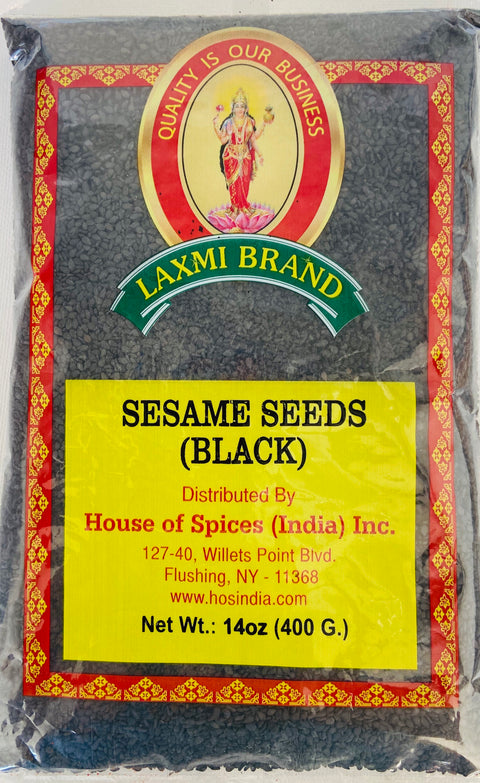 QUALITY IS OUR BUSINESS
LAXMI BRAND
SESAME SEEDS
(BLACK)
Distributed By
House of Spices (India) Inc.
127-40, Willets Point Blvd.
Flushing, NY - 11368
www.hosindia.com
Net Wt.: 14oz (400 G.)